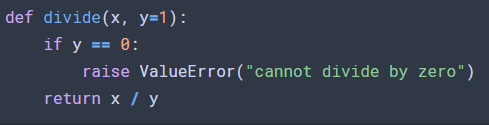 def divide(x, y=1):
    if y == 0:
        raise ValueError("cannot divide by zero")
    return x / y